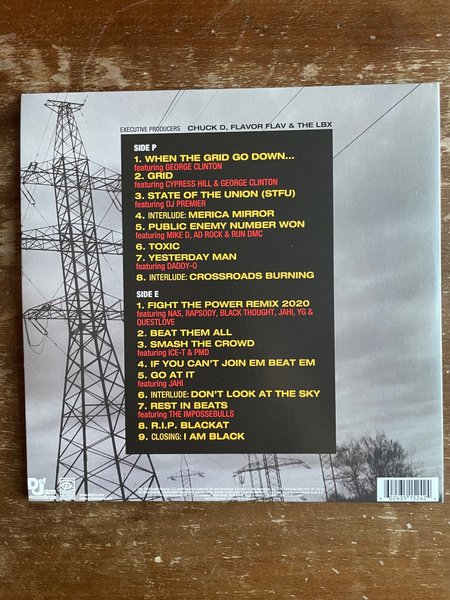 EXECUTIVE PRODUCERS CHUCK D, FLAVOR FLAV & THE LBX
SIDE P
1. WHEN THE GRID GO DOWN...
featuring GEORGE CLINTON
2. GRID
featuring CYPRESS HILL & GEORGE CLINTON
3. STATE OF THE UNION (STFU)
featuring DJ PREMIER
4. INTERLUDE: MERICA MIRROR
5. PUBLIC ENEMY NUMBER WON
featuring MIKE D, AD ROCK & RUN DMC
6. TOXIC
7. YESTERDAY MAN
featuring DADDY-O
8. INTERLUDE: CROSSROADS BURNING
SIDE E
1. FIGHT THE POWER REMIX 2020
featuring NAS, RAPSODY, BLACK THOUGHT, JAHI, YG &
QUESTLOVE
2. BEAT THEM ALL
3. SMASH THE CROWD
featuring ICE-T & PMD
4. IF YOU CAN'T JOIN EM BEAT EM
5. GO AT IT
featuring JAHI
6. INTERLUDE: DON'T LOOK AT THE SKY
7. REST IN BEATS
featuring THE IMPOSSEBULLS
8. R.I.P. BLACKAT
9. CLOSING: I AM BLACK
Def Jam